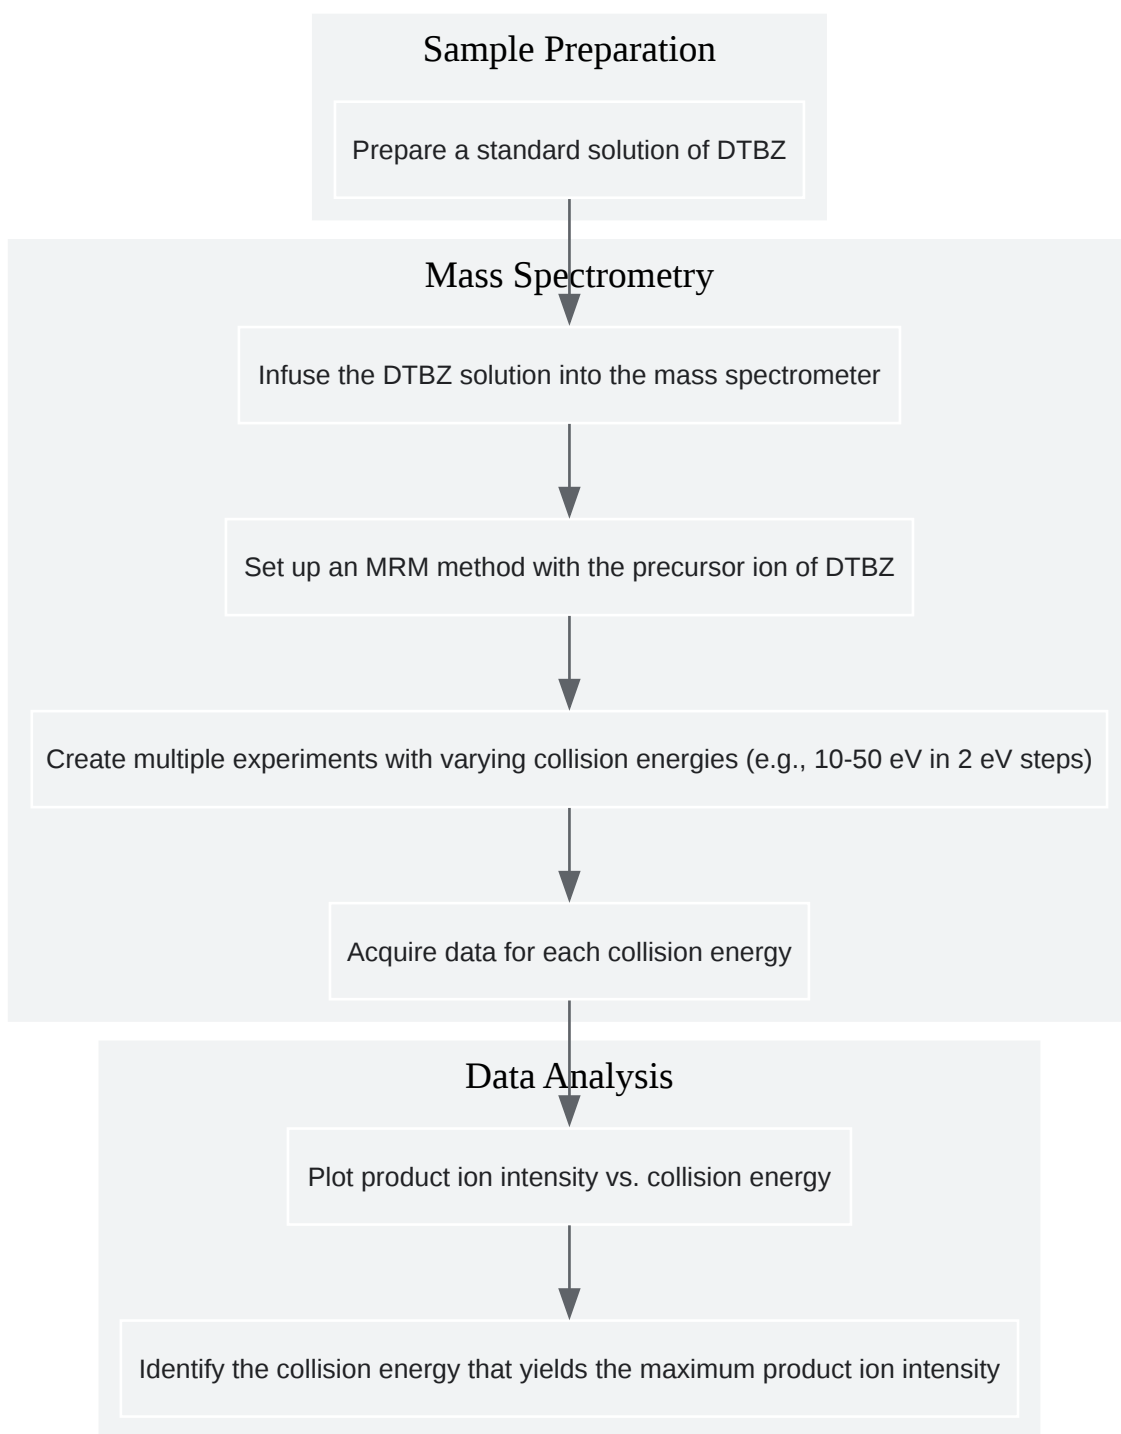 Sample Preparation
Prepare a standard solution of DTBZ
Mass Spectrometry
Infuse the DTBZ solution into the mass spectrometer
Set up an MRM method with the precursor ion of DTBZ
Create multiple experiments with varying collision energies (e.g., 10-50 eV in 2 eV steps)
Acquire data for each collision energy
Data Analysis
Plot product ion intensity vs. collision energy
Identify the collision energy that yields the maximum product ion intensity